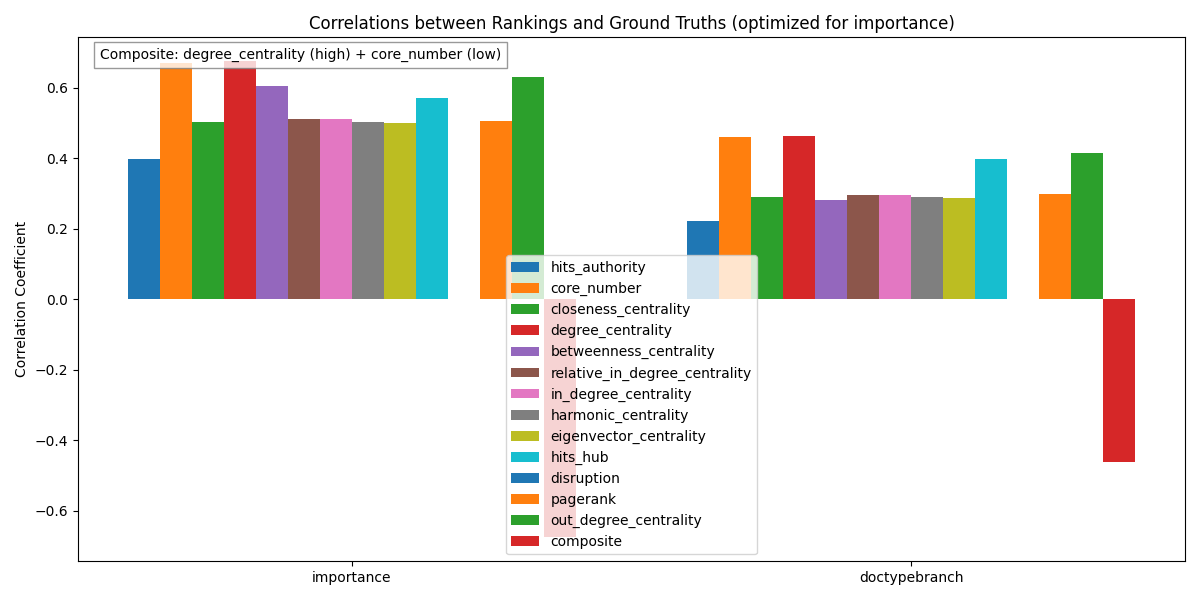 Correlations between Rankings and Ground Truths (optimized for importance)
Composite: degree_centrality (high) + core_number (low)
Correlation Coefficient
0.6
0.4
0.2
0.0
−0.2
−0.4
−0.6
hits_authority
core_number
closeness_centrality
degree_centrality
betweenness_centrality
relative_in_degree_centrality
in_degree_centrality
harmonic_centrality
eigenvector_centrality
hits_hub
disruption
pagerank
out_degree_centrality
composite
importance
doctypebranch